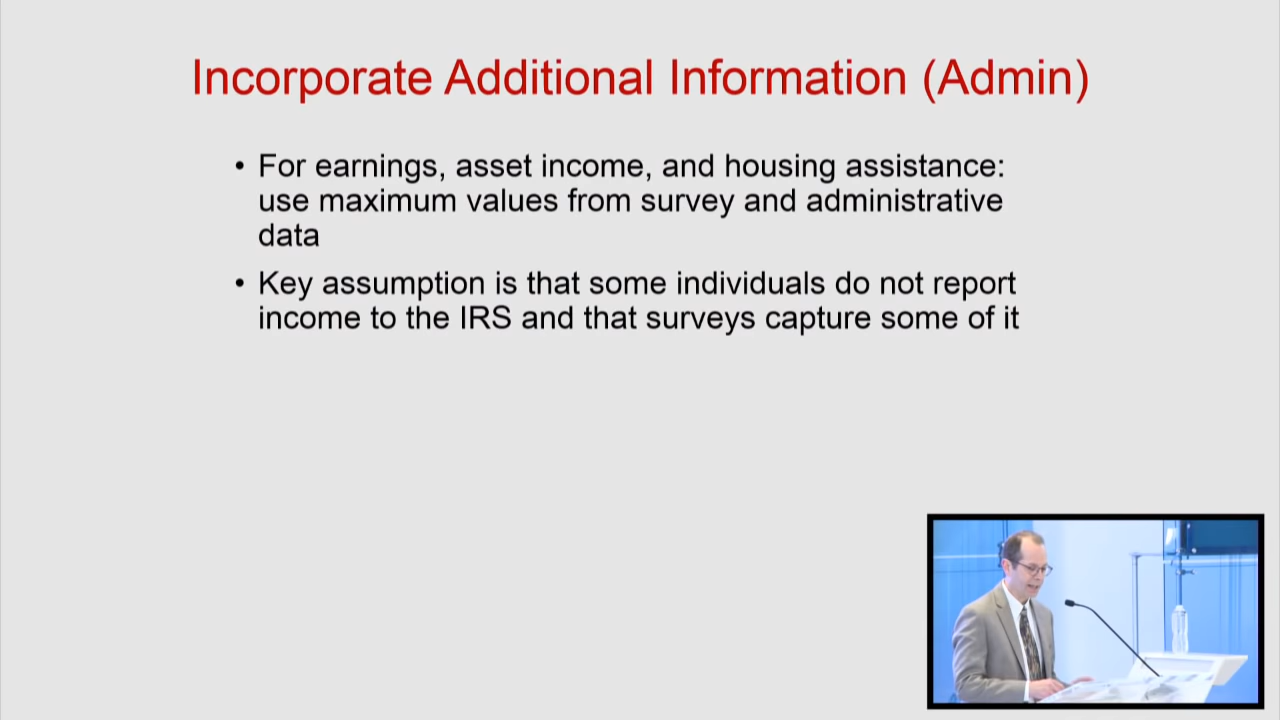 Incorporate Additional Information (Admin)
• For earnings, asset income, and housing assistance:
use maximum values from survey and administrative
data
• Key assumption is that some individuals do not report
income to the IRS and that surveys capture some of it